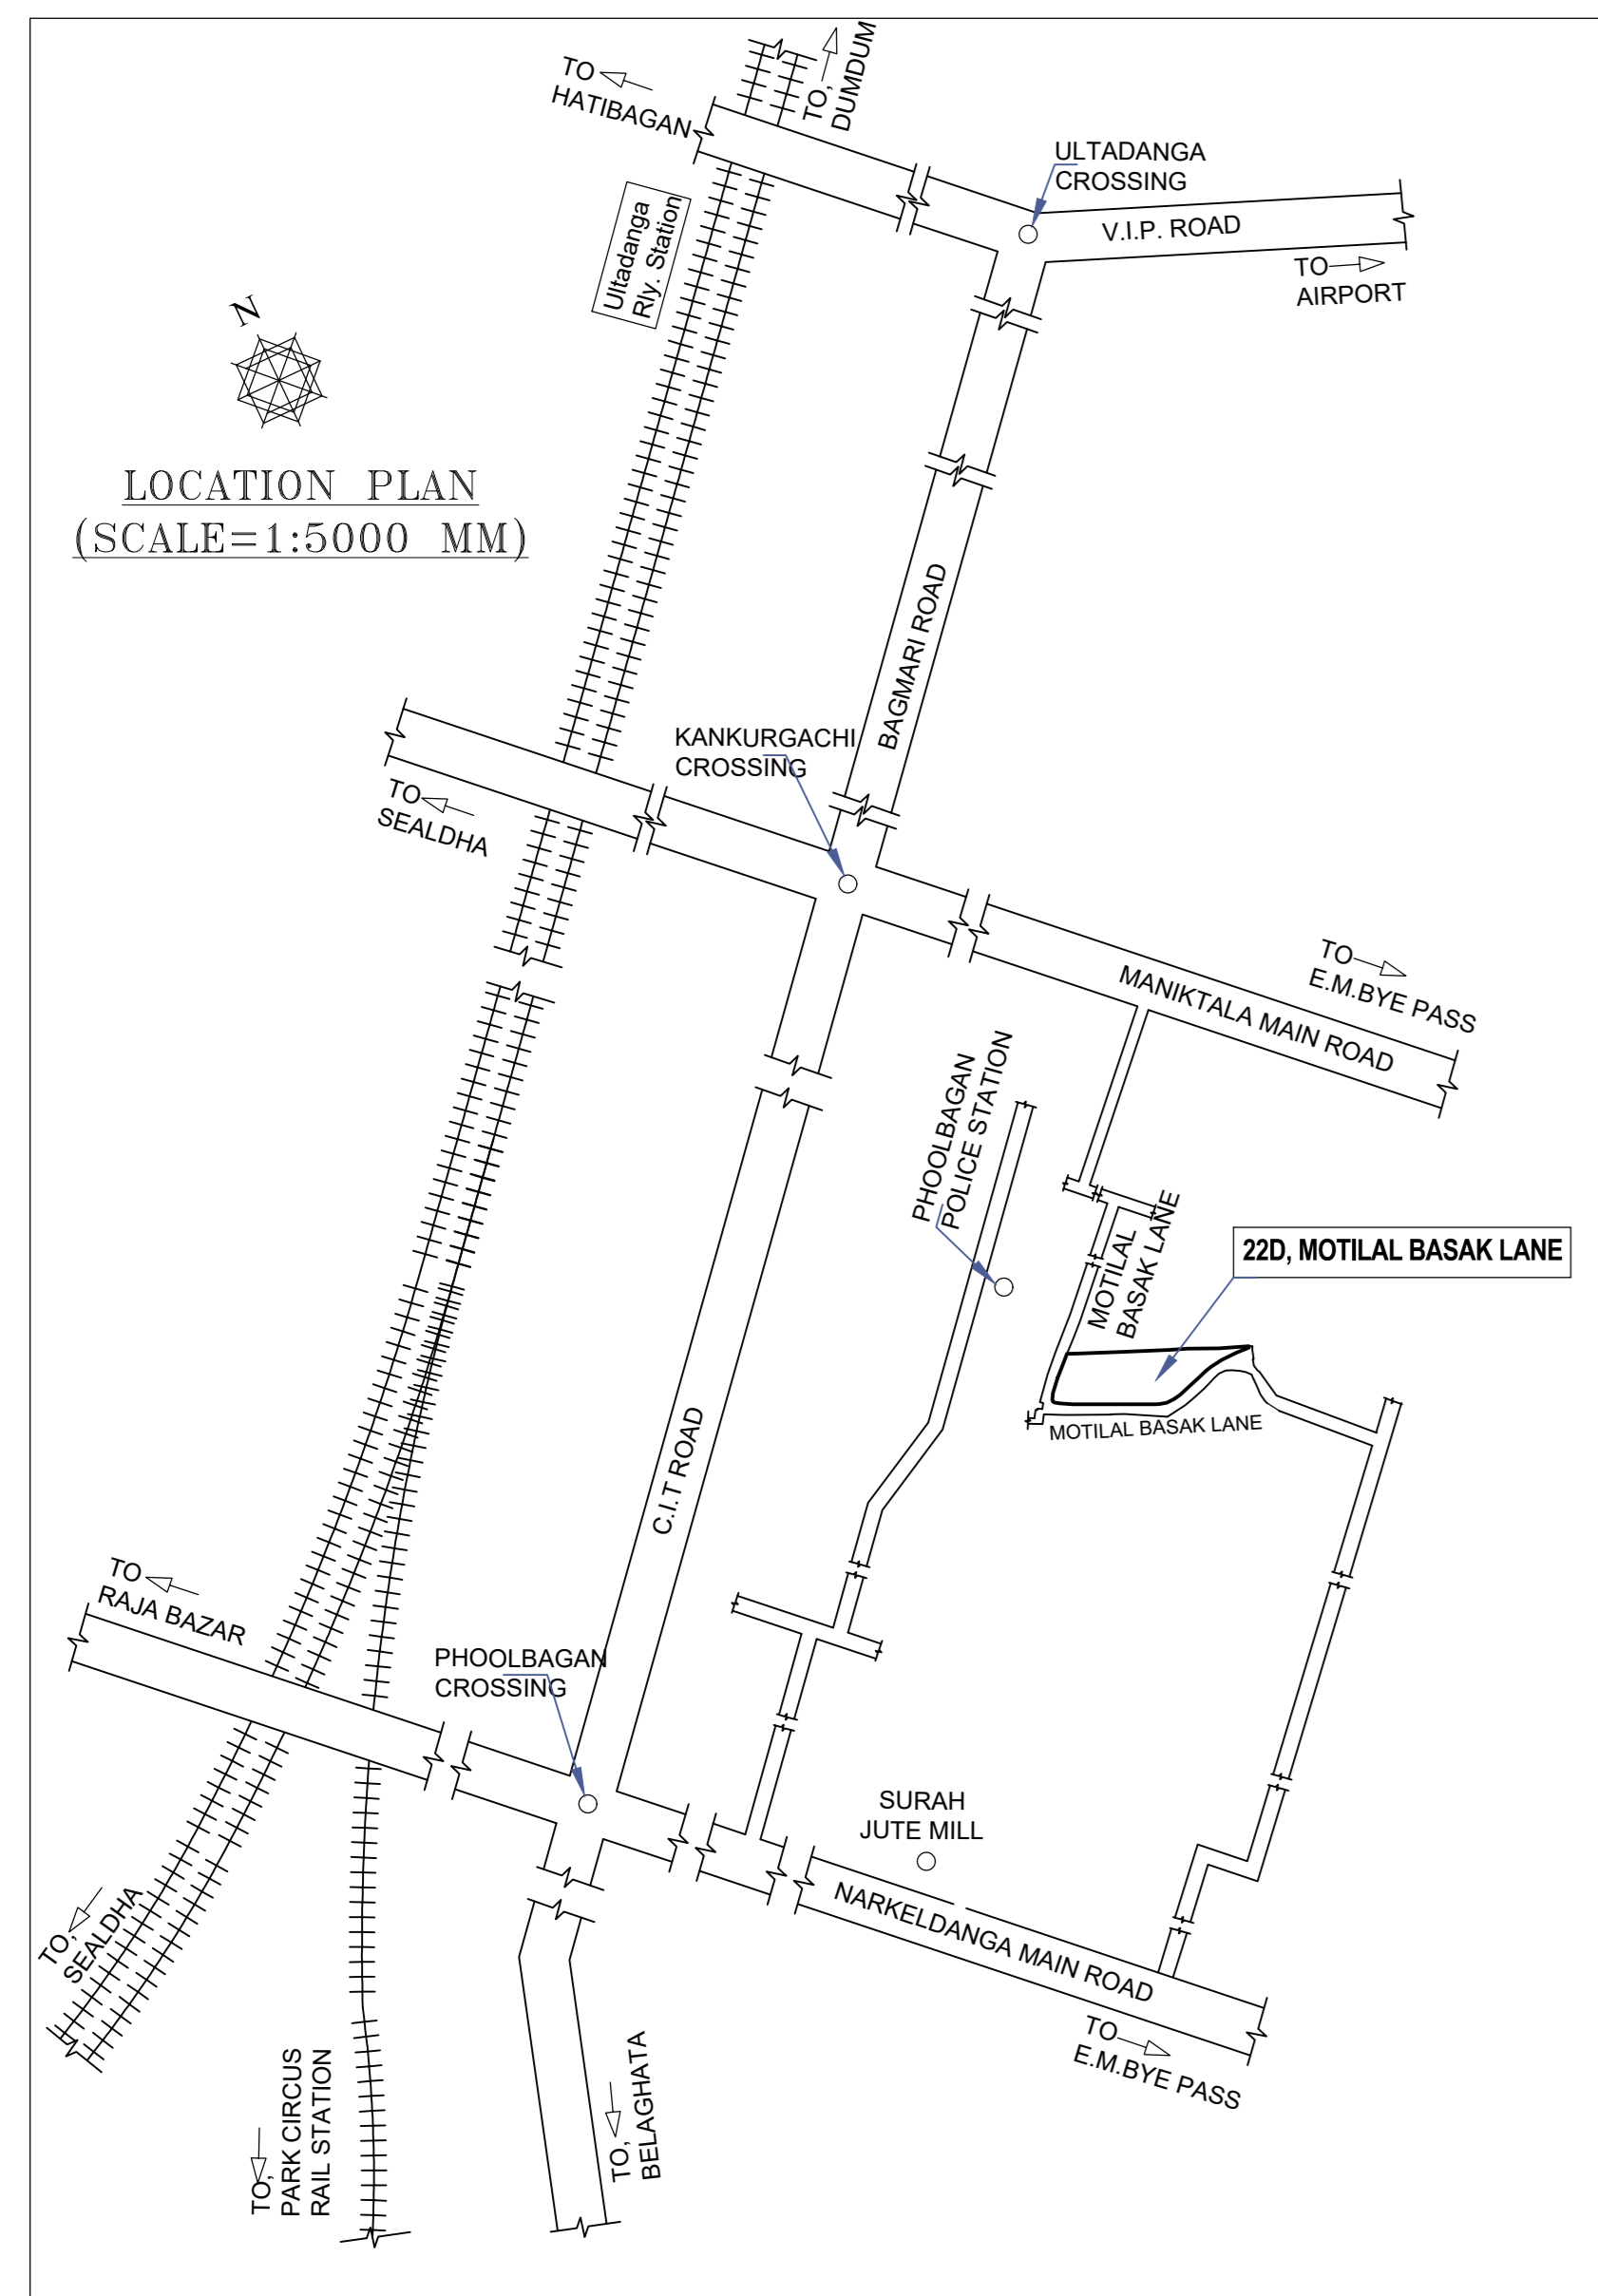 TO
HATIBAGAN
TO,
DUMDUM
ULTADANGA
CROSSING
V.I.P. ROAD
TO
AIRPORT
Ultadanga
Rly. Station
N
LOCATION PLAN
(SCALE=1:5000 MM)
BAGMARI ROAD
KANKURGACHI
CROSSING
TO
SEALDHA
TO
E.M.BYE PASS
MANIKTALA MAIN ROAD
PHOOLBAGAN
POLICE STATION
MOTILAL
BASAK LANE
22D, MOTILAL BASAK LANE
MOTILAL BASAK LANE
C.I.T ROAD
TO
RAJA BAZAR
PHOOLBAGAN
CROSSING
SURAH
JUTE MILL
NARKELDANGA MAIN ROAD
TO
E.M.BYE PASS
TO,
SEALDHA
TO,
PARK CIRCUS
RAIL STATION
TO,
BELAGHATA